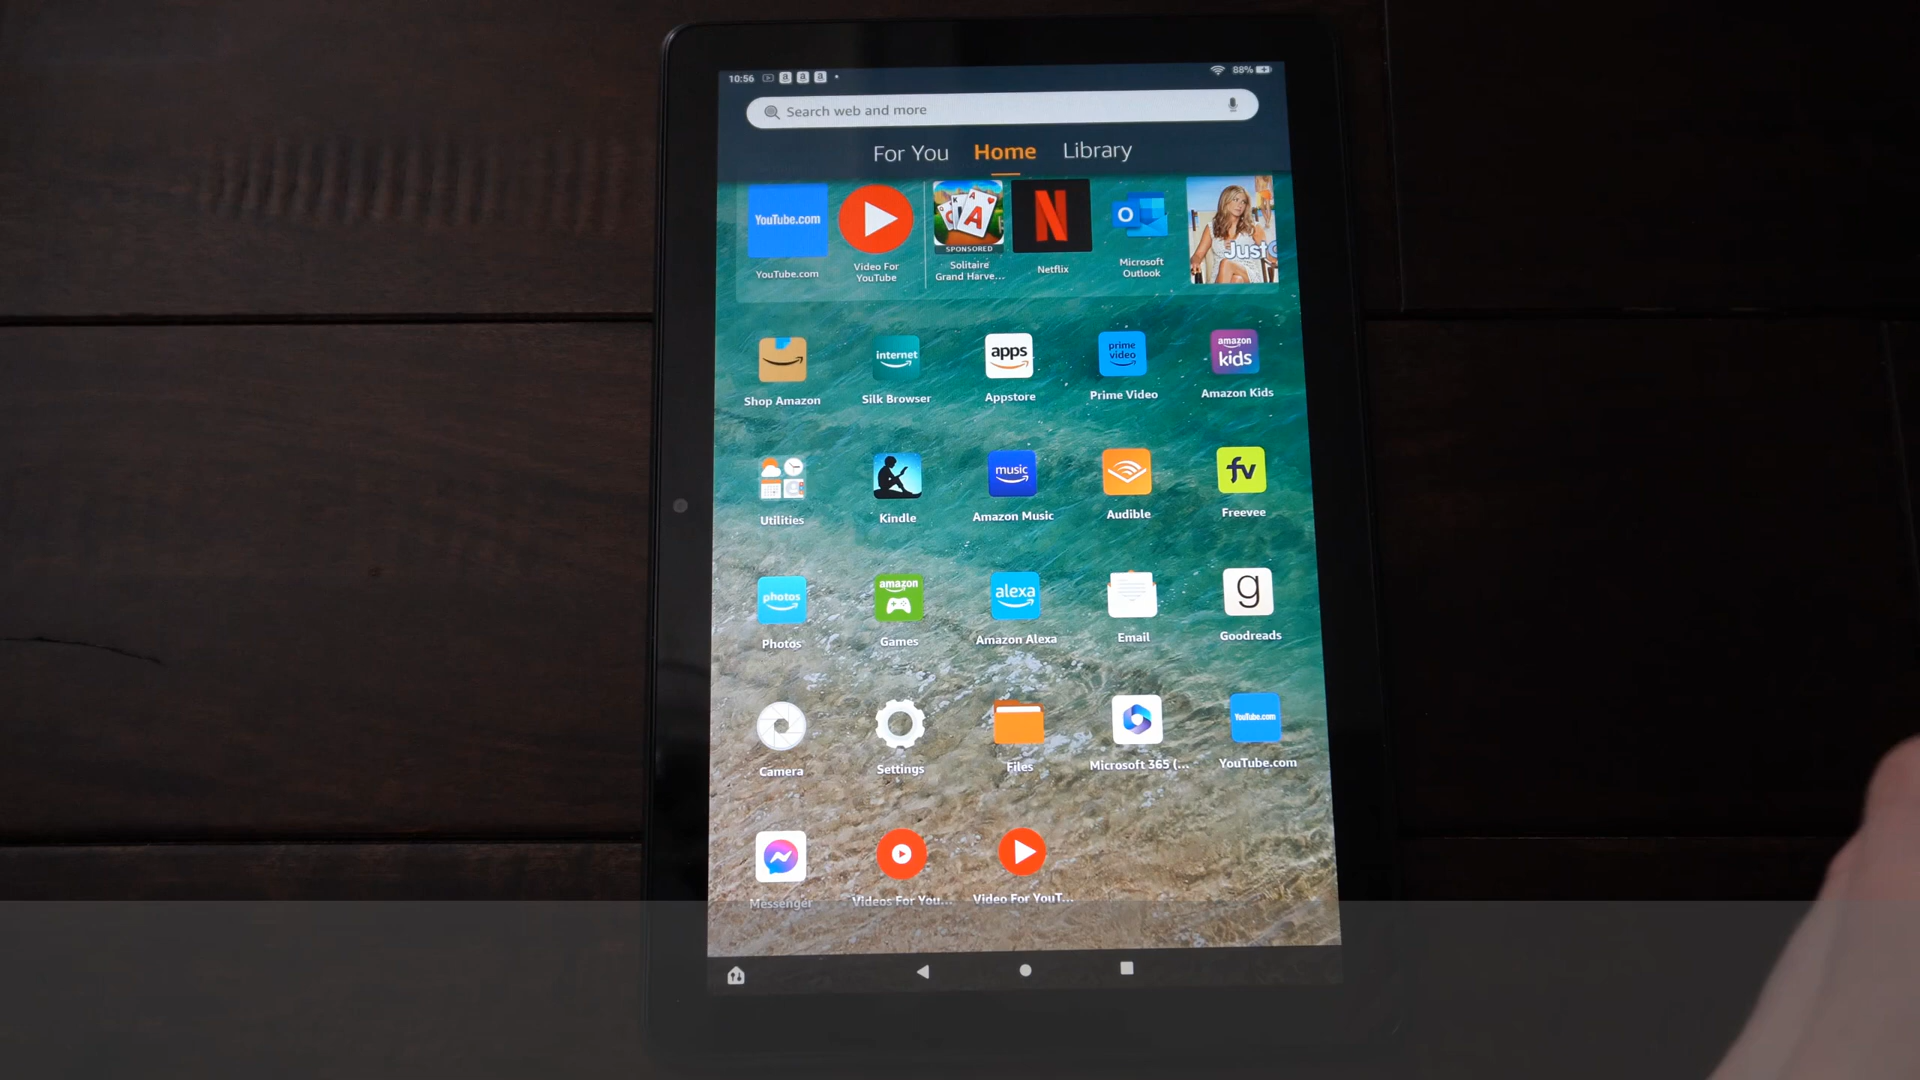 10:56
88%
Search web and more
For You Home Library
YouTube.com
YouTube.com
Video For
YouTube
SPONSORED
Solitaire
Grand Harve...
N
Netflix
Microsoft
Outlook
Just
Shop Amazon
internet
Silk Browser
apps
Appstore
prime
video
Prime Video
amazon
kids
Amazon Kids
Utilities
Kindle
music
Amazon Music
Audible
fv
Freevee
photos
Photos
amazon
Games
alexa
Amazon Alexa
Email
g
Goodreads
Camera
Settings
Files
Microsoft 365 (...
YouTube.com
YouTube.com
Messenger
Videos For You...
Video For YouT...